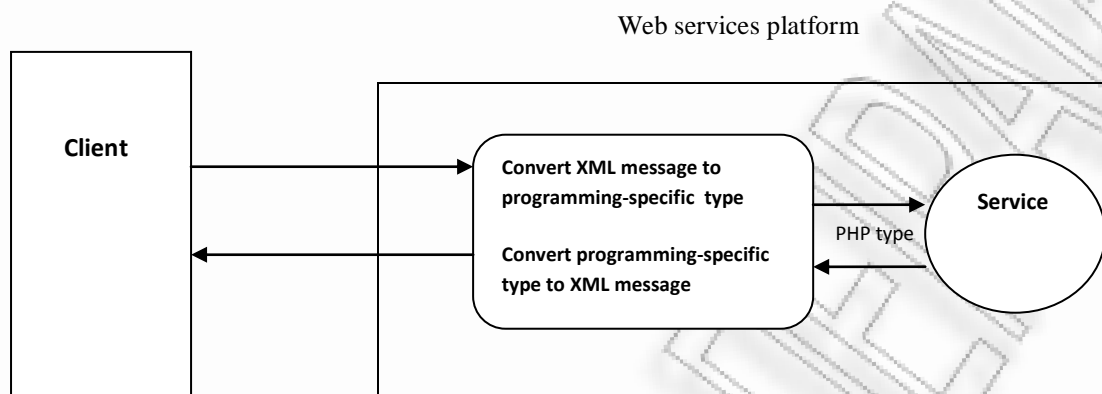 Web services platform
Client
Convert XML message to
programming-specific type
Convert programming-specific
type to XML message
PHP type
Service